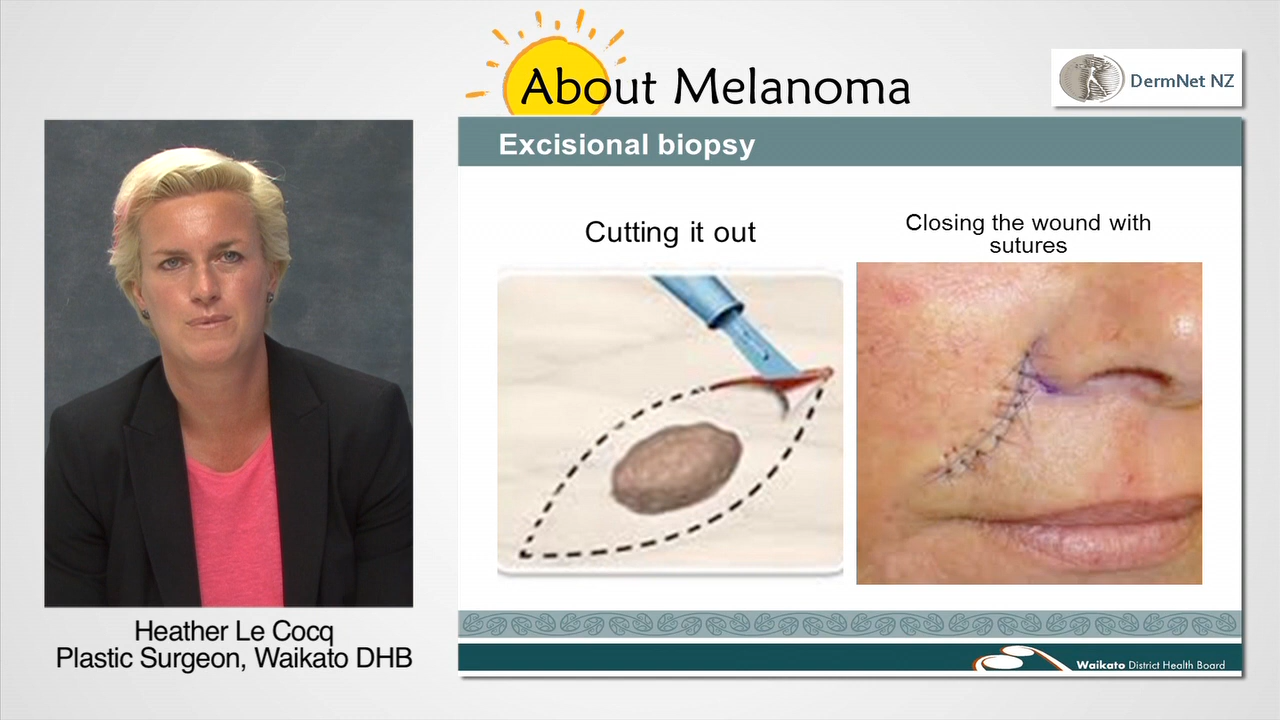 About Melanoma
DermNet NZ
Excisional biopsy
Cutting it out
Closing the wound with
sutures
Heather Le Cocq
Plastic Surgeon, Waikato DHB
Waikato District Health Board